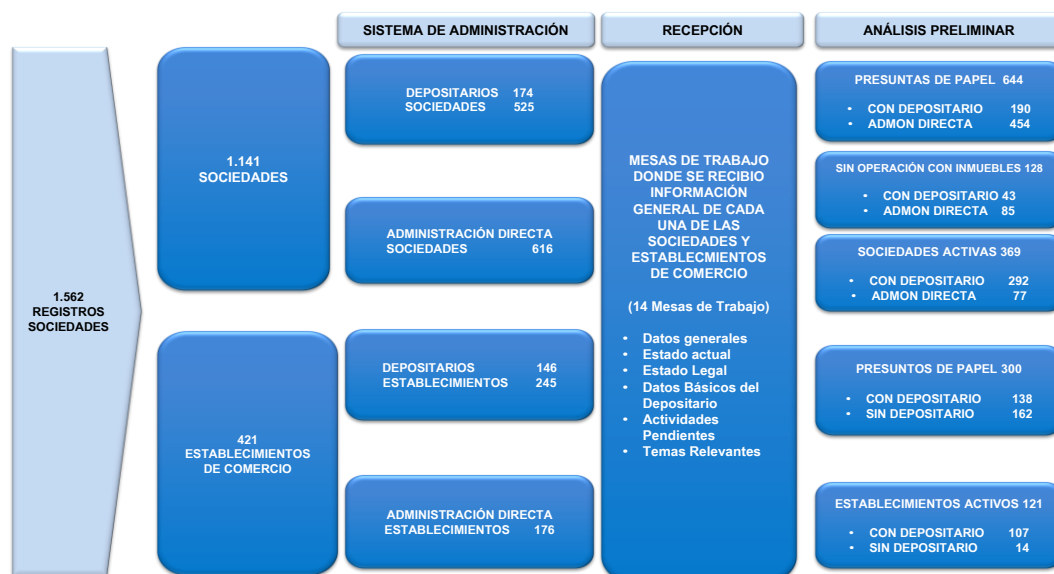 SISTEMA DE ADMINISTRACIÓN
RECEPCIÓN
ANÁLISIS PRELIMINAR
1.562
REGISTROS
SOCIEDADES
1.141
SOCIEDADES
421
ESTABLECIMIENTOS
DE COMERCIO
DEPOSITARIOS 174
SOCIEDADES 525
ADMINISTRACIÓN DIRECTA
SOCIEDADES 616
DEPOSITARIOS 146
ESTABLECIMIENTOS 245
ADMINISTRACIÓN DIRECTA
ESTABLECIMIENTOS 176
MESAS DE TRABAJO
DONDE SE RECIBIO
INFORMACIÓN
GENERAL DE CADA
UNA DE LAS
SOCIEDADES Y
ESTABLECMIENTOS
DE COMERCIO
(14 Mesas de Trabajo)
• Datos generales
• Estado actual
• Estado Legal
• Datos Básicos del
Depositario
• Actividades
Pendientes
• Temas Relevantes
PRESUNTAS DE PAPEL 644
• CON DEPOSITARIO 190
• ADMON DIRECTA 454
SIN OPERACIÓN CON INMUEBLES 128
• CON DEPOSITARIO 43
• ADMON DIRECTA 85
SOCIEDADES ACTIVAS 369
• CON DEPOSITARIO 292
• ADMON DIRECTA 77
PRESUNTOS DE PAPEL 300
• CON DEPOSITARIO 138
• SIN DEPOSITARIO 162
ESTABLECIMIENTOS ACTIVOS 121
• CON DEPOSITARIO 107
• SIN DEPOSITARIO 14